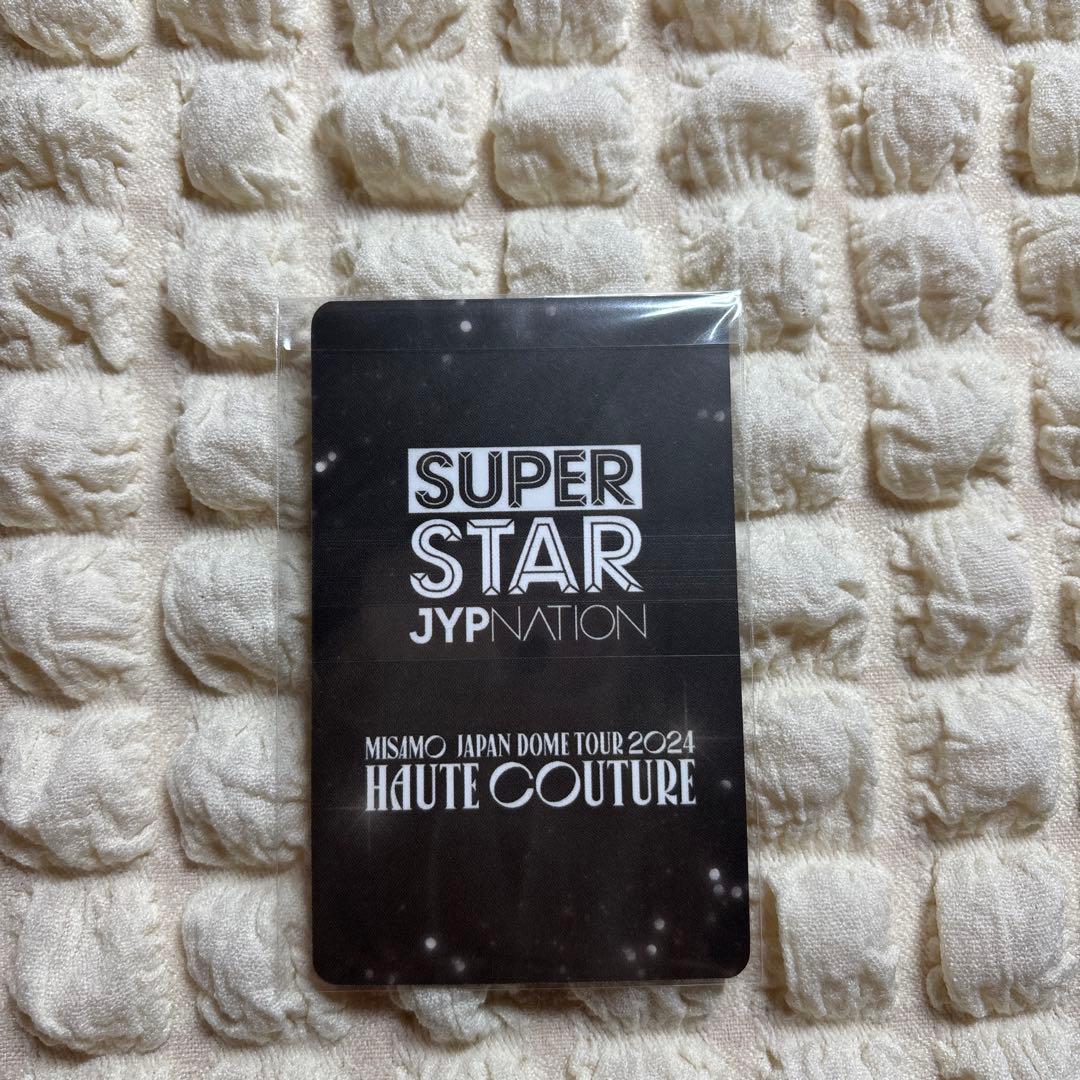 SUPER
STAR
JYPNATION
MISAMO JAPAN DOME TOUR 2024
HAUTE COUTURE